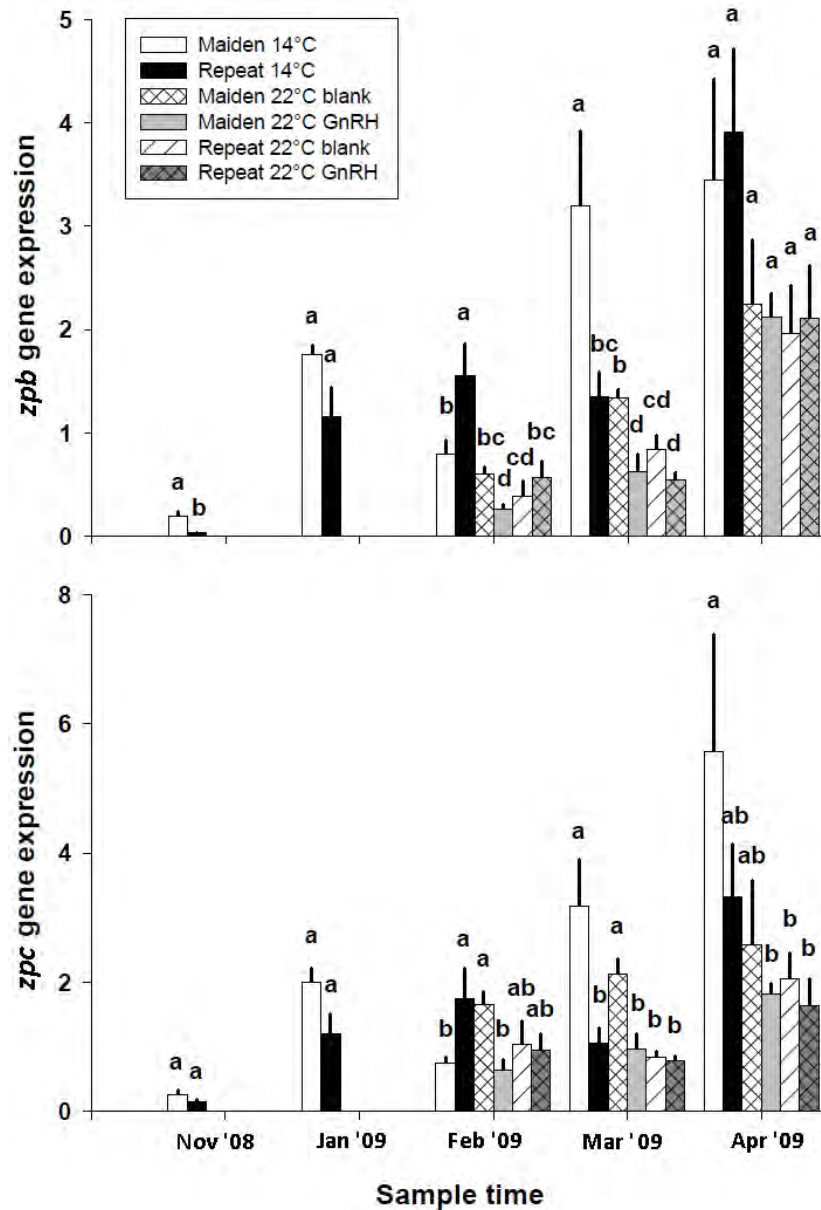 5
4
3
2
1
0
zpb gene expression
Maiden 14°C
Repeat 14°C
Maiden 22°C blank
Maiden 22°C GnRH
Repeat 22°C blank
Repeat 22°C GnRH
a b
a a
b a bc d cd bc
a bc b d cd d
a a a a a a
8
6
4
2
0
zpc gene expression
a a
a a
b a a b ab ab
a b a b b b
a ab ab b b b
Nov '08 Jan '09 Feb '09 Mar '09 Apr '09
Sample time